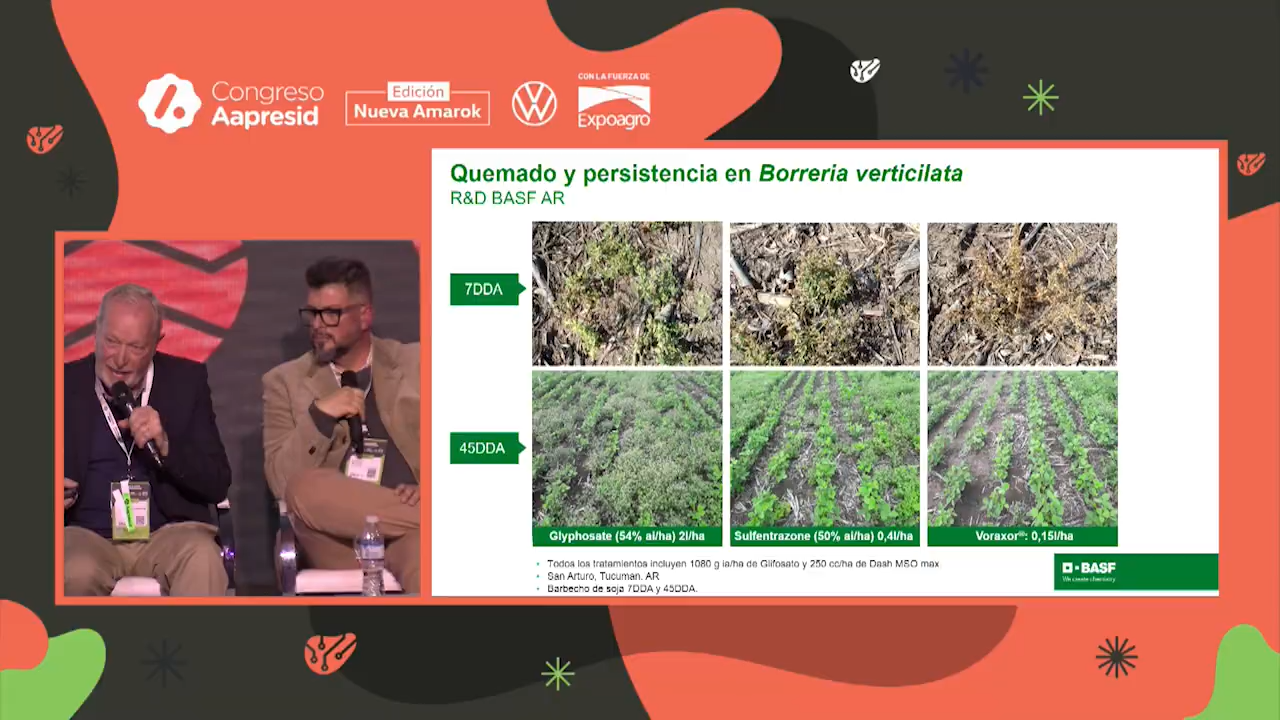 Congreso
Aapresid
Edición
Nueva Amarok
CON LA FUERZA DE
Expoagro
Quemado y persistencia en Borreria verticilata
R&D BASF AR
7DDA
45DDA
Glyphosate (54% ai/ha) 2l/ha
Sulfentrazone (50% ai/ha) 0,4l/ha
Voraxor®: 0,15l/ha
• Todos los tratamientos incluyen 1080 g ia/ha de Glifosato y 250 cc/ha de Dash MSO max
• San Arturo, Tucuman. AR
• Barbecho de soja 7DDA y 45DDA.
BASF
We create chemistry